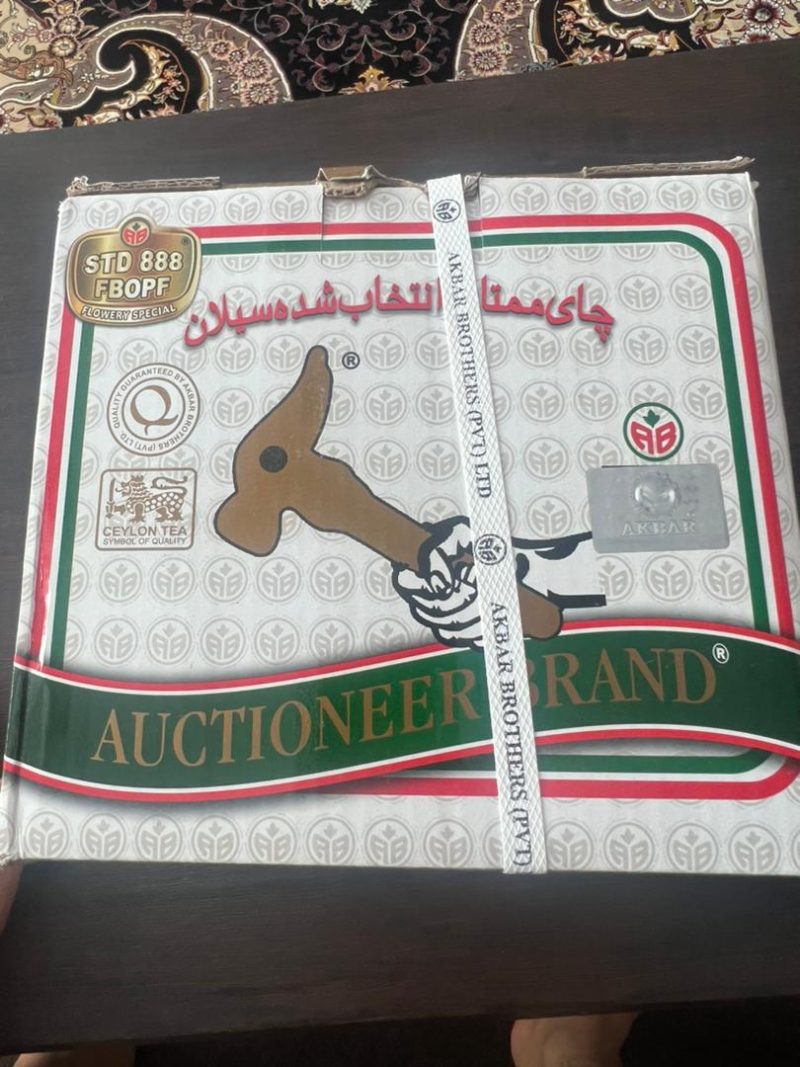 STD 888
FBOPF
FLOWERY SPECIAL
چای ممتاز انتخاب شده سیلان
®
QUALITY GUARANTEED BY AKBAR BROTHERS (PVT) LTD.
Q
CEYLON TEA
SYMBOL OF QUALITY
AB
AKBAR
AKBAR BROTHERS (PVT) LTD
AKBAR BROTHERS (PVT)
AUCTIONEER BRAND®